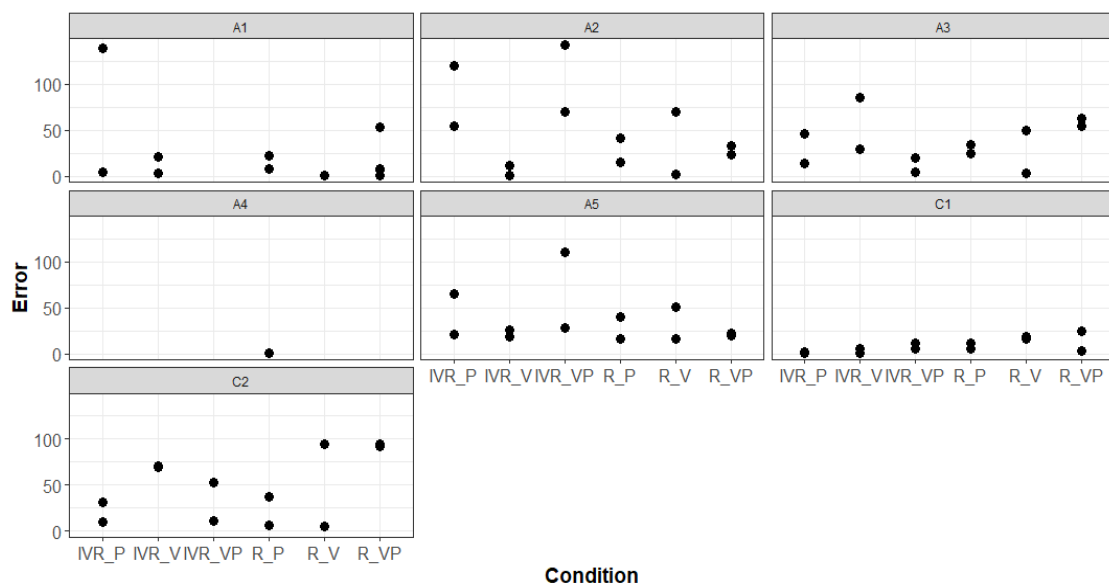 A1 A2 A3
100
50
0
A4 A5 C1
100
50
0
IVR_P IVR_V IVR_VP R_P R_V R_VP IVR_P IVR_V IVR_VP R_P R_V R_VP
C2
100
50
0
IVR_P IVR_V IVR_VP R_P R_V R_VP
Error
Condition